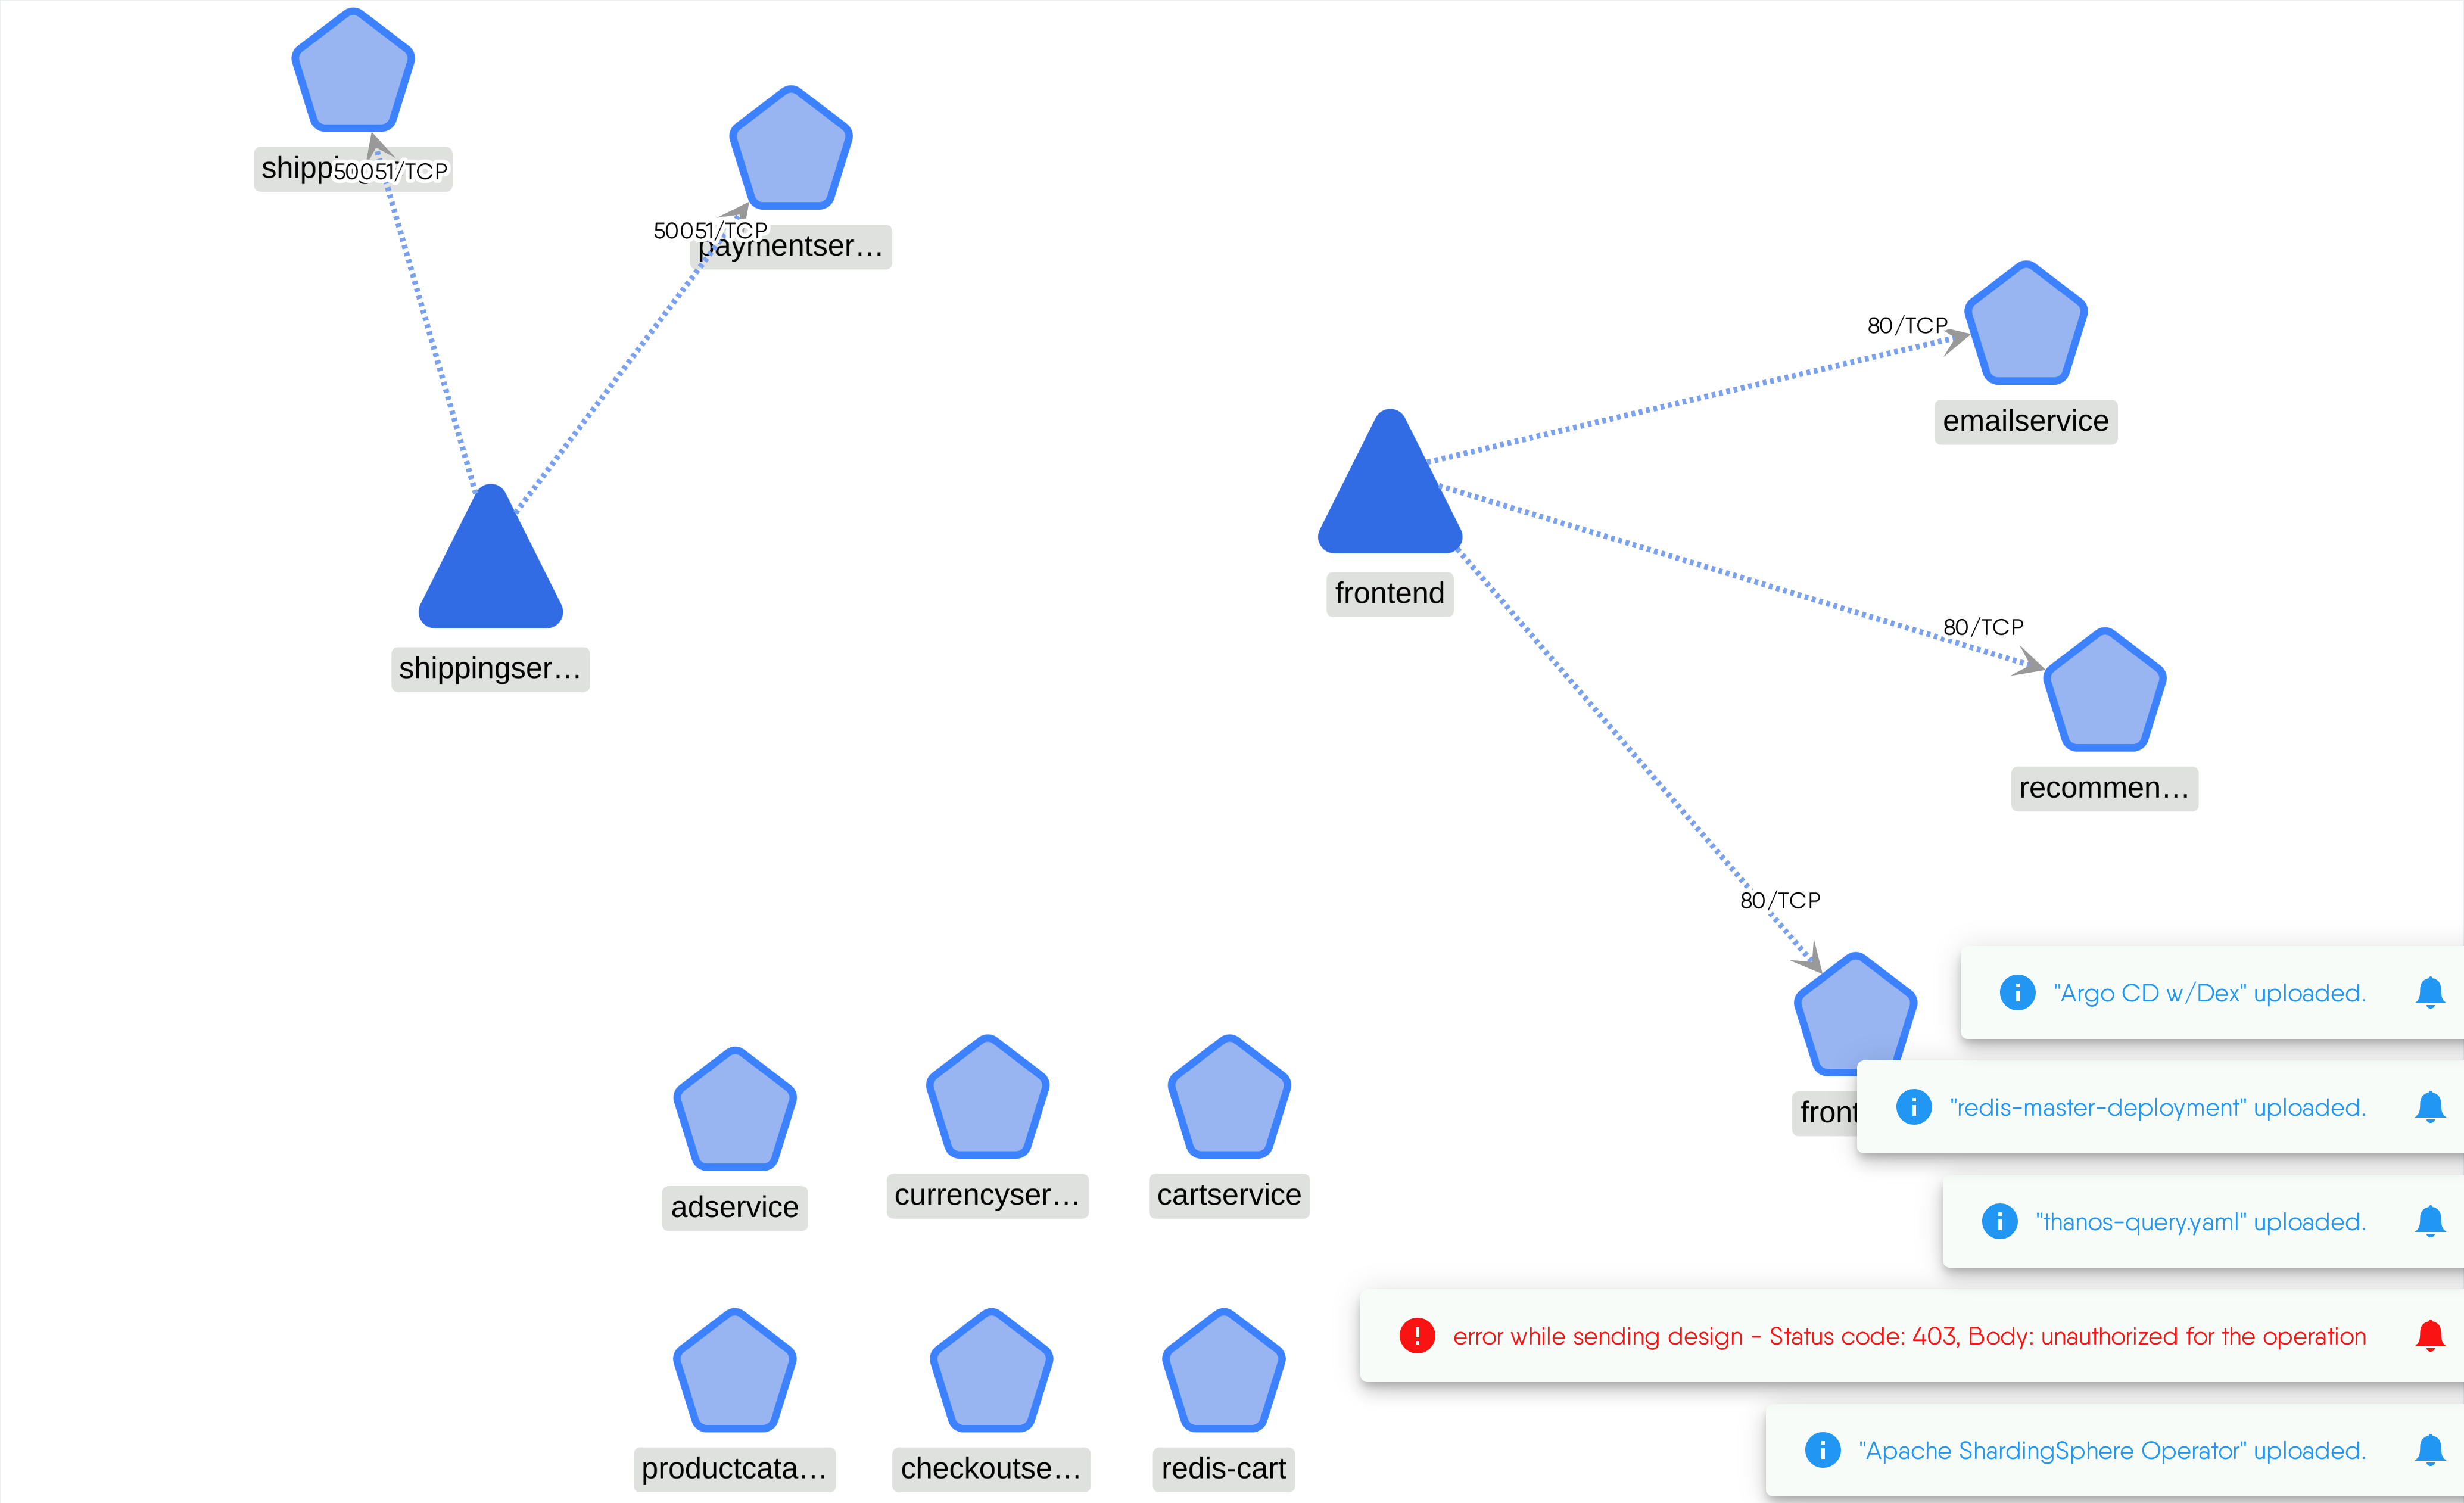 50051/TCP
50051/TCP
paymentser…
80/TCP
emailservice
frontend
80/TCP
shippingser…
recommen…
80/TCP
"Argo CD w/Dex" uploaded.
front
"redis-master-deployment" uploaded.
adservice
currencyser…
cartservice
"thanos-query.yaml" uploaded.
error while sending design - Status code: 403, Body: unauthorized for the operation
"Apache ShardingSphere Operator" uploaded.
productcata…
checkoutse…
redis-cart